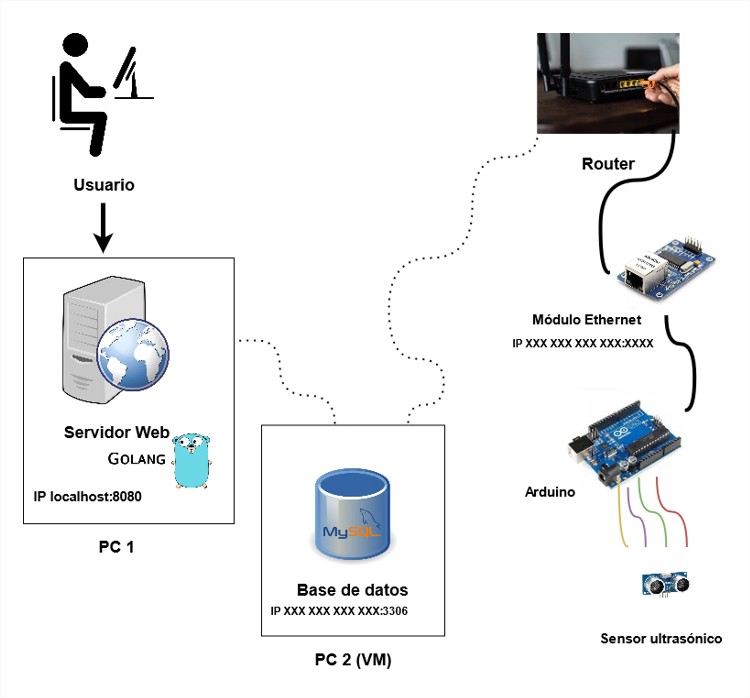 Usuario
Router
Módulo Ethernet
IP XXX XXX XXX XXX:XXXX
Servidor Web
GOLANG
IP localhost:8080
PC 1
Arduino
MySQL
Base de datos
IP XXX XXX XXX XXX:3306
PC 2 (VM)
Sensor ultrasónico